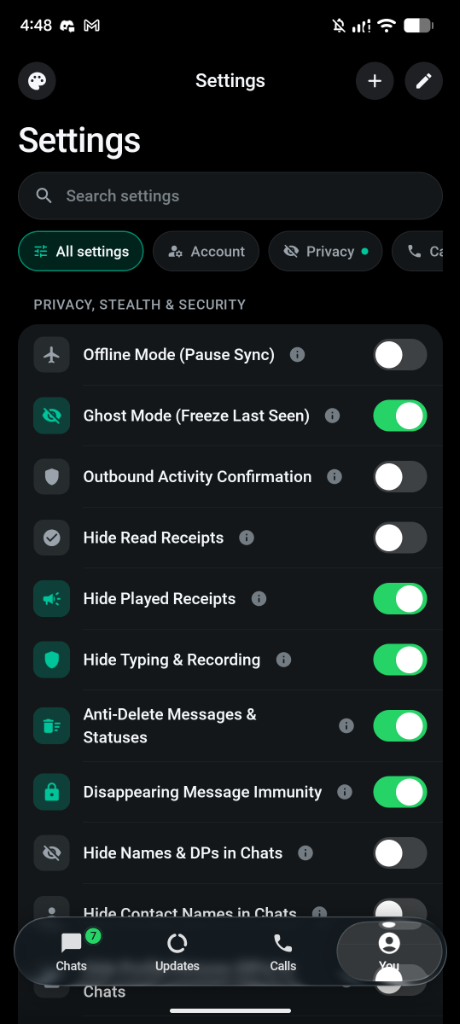 4:48
Settings
Settings
Search settings
All settings
Account
Privacy
Ca
PRIVACY, STEALTH & SECURITY
Offline Mode (Pause Sync)
Ghost Mode (Freeze Last Seen)
Outbound Activity Confirmation
Hide Read Receipts
Hide Played Receipts
Hide Typing & Recording
Anti-Delete Messages &
Statuses
Disappearing Message Immunity
Hide Names & DPs in Chats
Hide Contact Names in Chats
7
Chats
Updates
Calls
You
Chats